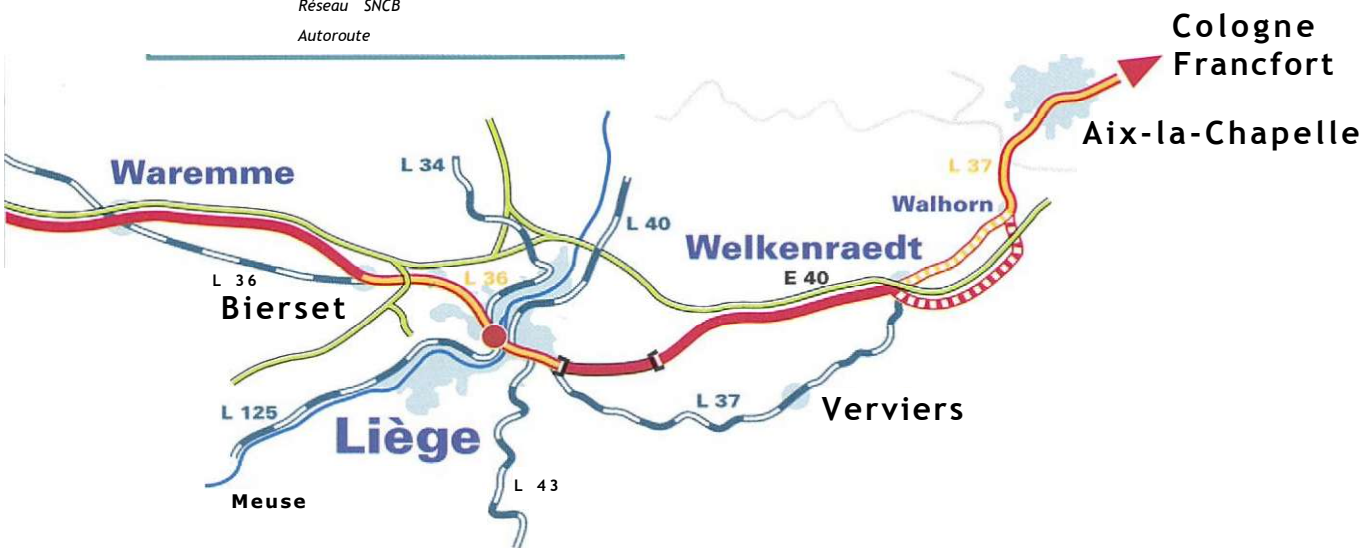 Réseau SNCB
Autoroute
Cologne
Francfort
Aix-la-Chapelle
Waremme
L 34
L 37
Walhorn
L 40
Welkenraedt
E 40
L 36
L 36
Bierset
L 125
L 37
Verviers
Liège
L 43
Meuse